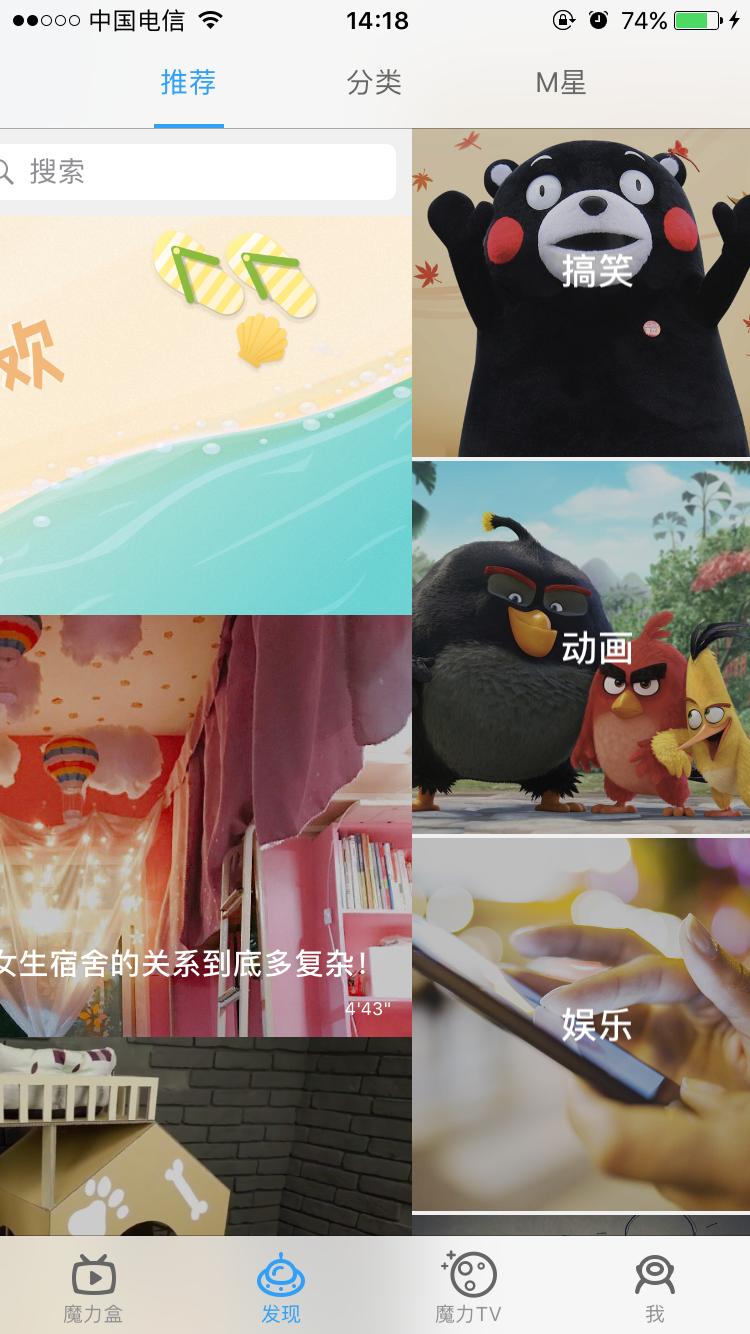 中国电信
14:18
74%
推荐
分类
M星
搜索
欢
女生宿舍的关系到底多复杂!
4'43"
搞笑
动画
娱乐
魔力盒
发现
魔力TV
我